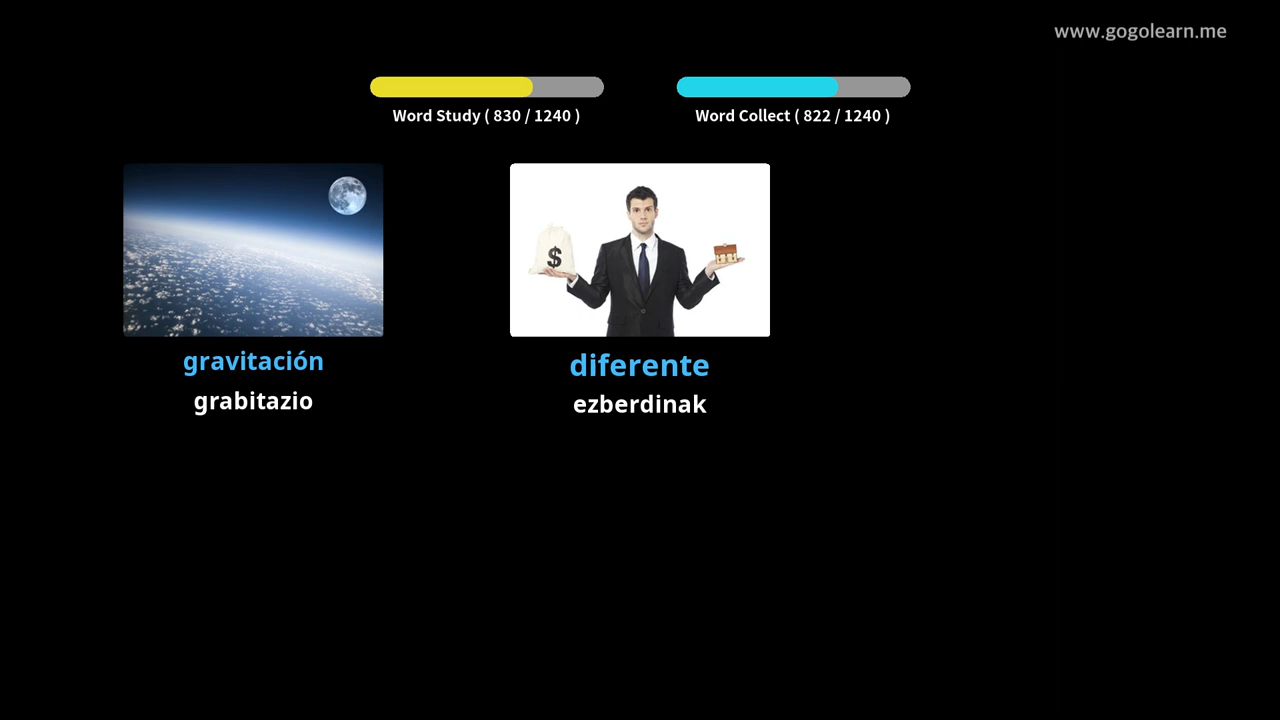 www.gogolearn.me
Word Study ( 830 / 1240 )
Word Collect ( 822 / 1240 )
$
gravitación
grabitazio
diferente
ezberdinak